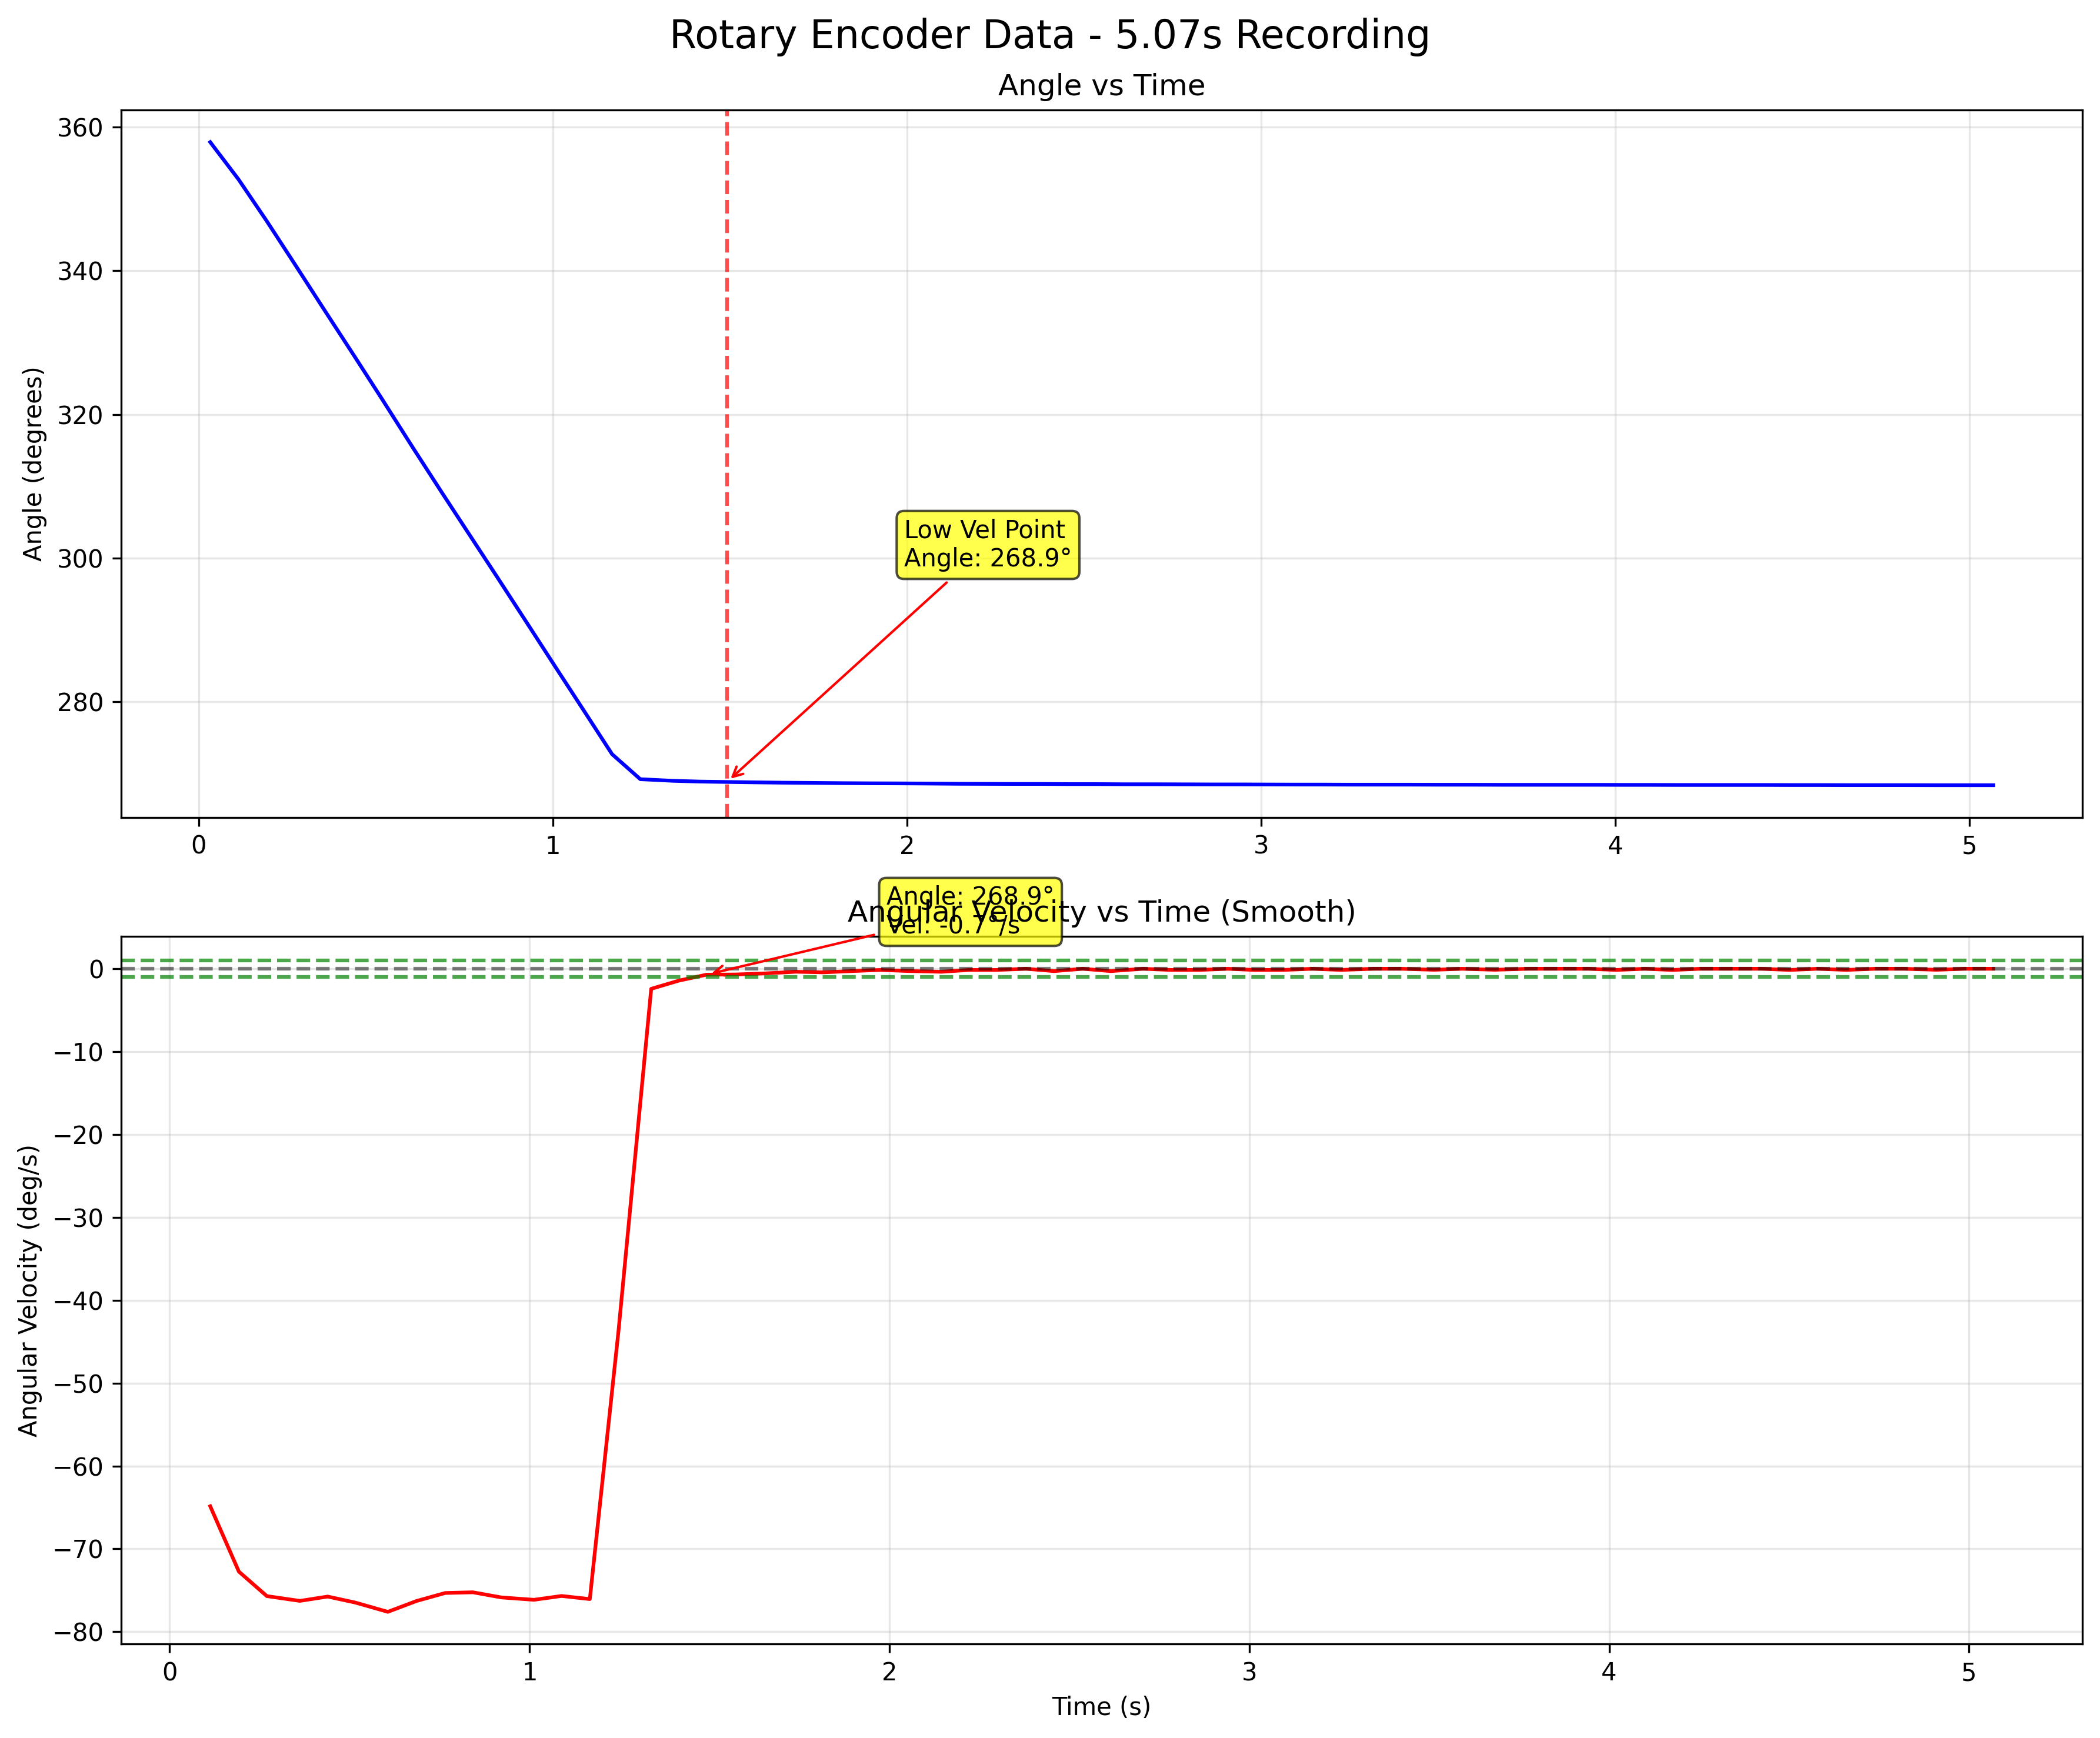 Rotary Encoder Data - 5.07s Recording
Angle vs Time
Angle (degrees)
360
340
320
300
280
Low Vel Point
Angle: 268.9°
0 1 2 3 4 5
Angle: 268.9°
Vel: -0.7°/s
Angular Velocity vs Time (Smooth)
Angular Velocity (deg/s)
0
−10
−20
−30
−40
−50
−60
−70
−80
0 1 2 3 4 5
Time (s)